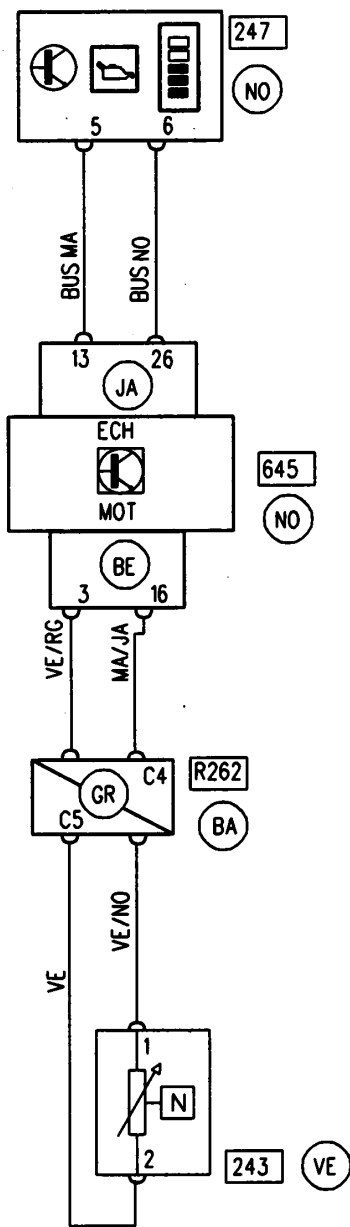 247
NO
5 6
BUS MA
BUS NO
13 26
JA
ECH
645
MOT
NO
BE
3 16
VE/RG
MA/JA
R262
C4
GR
C5
BA
VE
VE/NO
1
N
2
243 VE